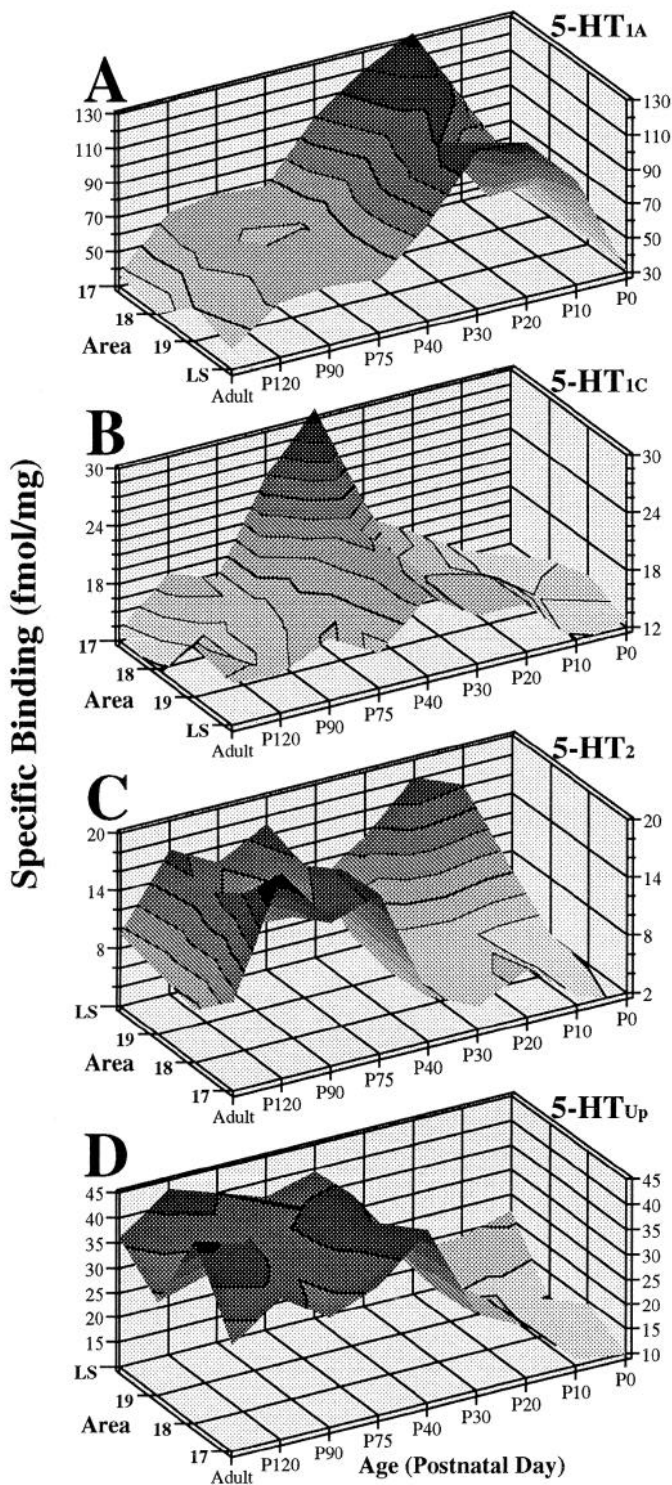 Specific Binding (fmol/mg)
A
5-HT1A
130
110
90
70
50
130
110
90
70
50
30
17
18
19
LS
Area
Adult
P120
P90
P75
P40
P30
P20
P10
P0
B
5-HT1C
30
24
18
30
24
18
12
17
18
19
LS
Area
Adult
P120
P90
P75
P40
P30
P20
P10
P0
C
5-HT2
20
14
8
20
14
8
2
LS
19
18
17
Area
Adult
P120
P90
P75
P40
P30
P20
P10
P0
D
5-HTUp
45
40
35
30
25
20
15
45
40
35
30
25
20
15
10
LS
19
18
17
Area
Adult
P120
P90
P75
P40
P30
P20
P10
P0
Age (Postnatal Day)